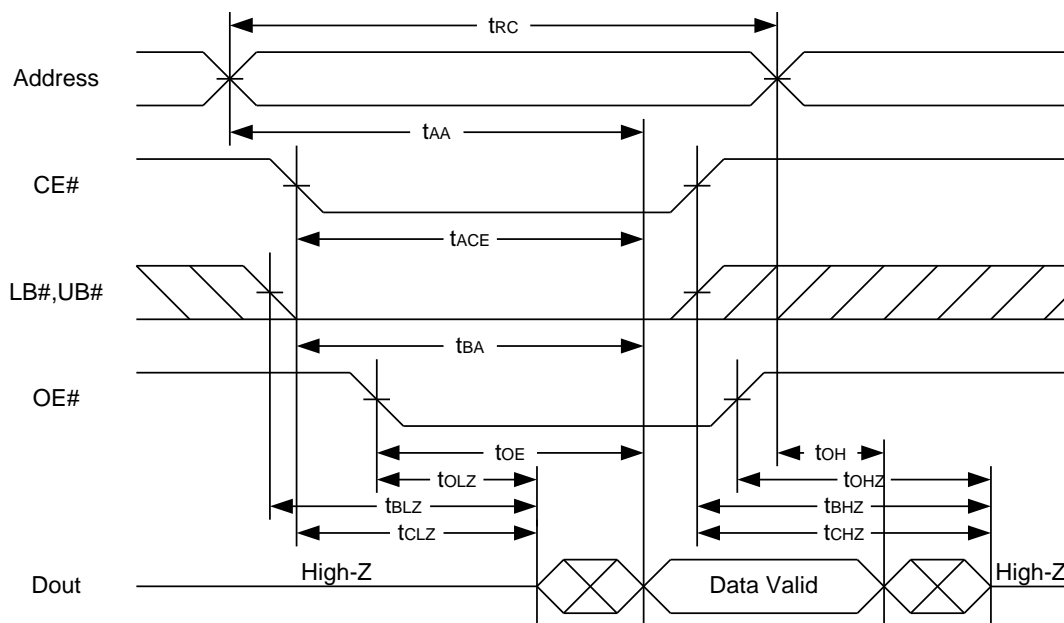 tRC
Address
tAA
CE#
tACE
LB#,UB#
tBA
OE#
tOE
tOH
tOLZ
tOHZ
tBLZ
tBHZ
tCLZ
tCHZ
Dout
High-Z
Data Valid
High-Z